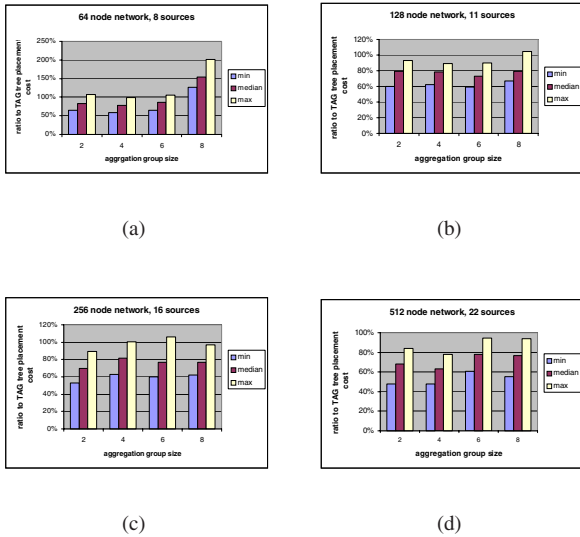 64 node network, 8 sources
ratio to TAG tree placement cost
250%
200%
150%
100%
50%
0%
2 4 6 8
aggrgation group size
min
median
max
(a)
128 node network, 11 sources
ratio to TAG tree placement cost
120%
100%
80%
60%
40%
20%
0%
2 4 6 8
aggregation group size
min
median
max
(b)
256 node network, 16 sources
ratio to TAG tree placement cost
120%
100%
80%
60%
40%
20%
0%
2 4 6 8
aggregation group size
min
median
max
(c)
512 node network, 22 sources
ratio to TAG tree placement cost
100%
80%
60%
40%
20%
0%
2 4 6 8
aggregation group size
min
median
max
(d)